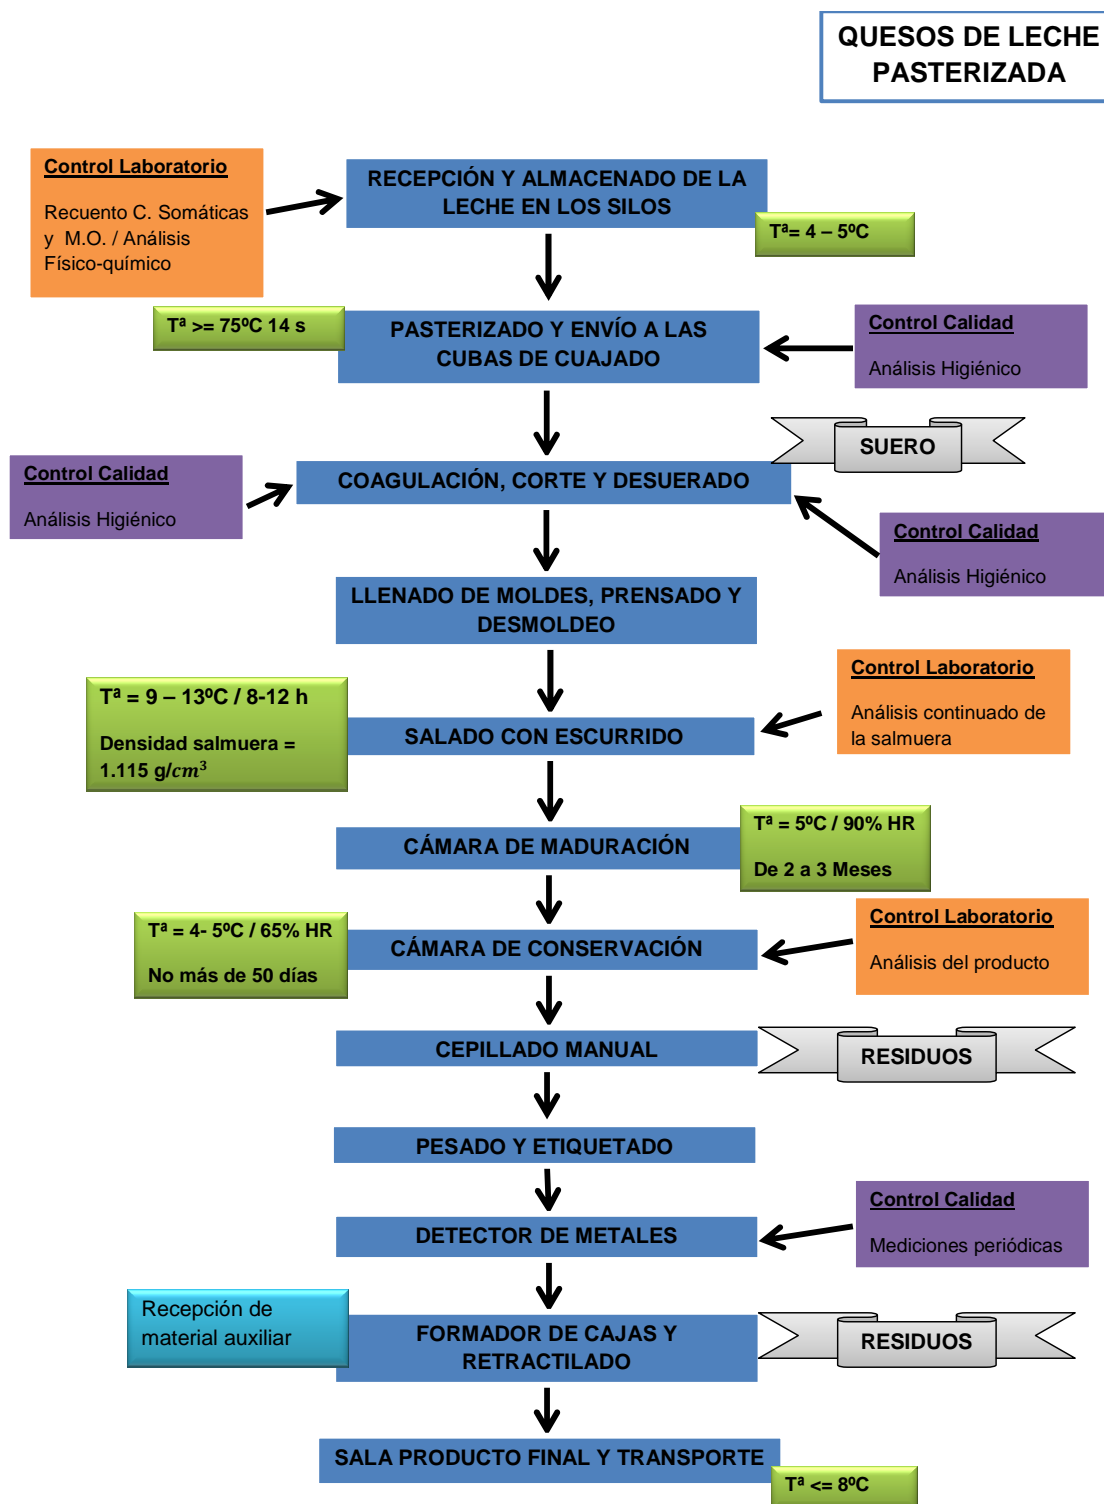 QUESOS DE LECHE
PASTERIZADA
Control Laboratorio
Recuento C. Somáticas
y M.O. / Análisis
Físico-químico
RECEPCIÓN Y ALMACENADO DE LA
LECHE EN LOS SILOS
Tª= 4 – 5ºC
Tª >= 75ºC 14 s
PASTERIZADO Y ENVÍO A LAS
CUBAS DE CUAJADO
Control Calidad
Análisis Higiénico
SUERO
Control Calidad
Análisis Higiénico
COAGULACIÓN, CORTE Y DESUERADO
Control Calidad
Análisis Higiénico
LLENADO DE MOLDES, PRENSADO Y
DESMOLDEO
Tª = 9 – 13ºC / 8-12 h
Densidad salmuera =
1.115 g/cm³
SALADO CON ESCURRIDO
Control Laboratorio
Análisis continuado de
la salmuera
CÁMARA DE MADURACIÓN
Tª = 5ºC / 90% HR
De 2 a 3 Meses
Tª = 4- 5ºC / 65% HR
No más de 50 días
CÁMARA DE CONSERVACIÓN
Control Laboratorio
Análisis del producto
CEPILLADO MANUAL
RESIDUOS
PESADO Y ETIQUETADO
DETECTOR DE METALES
Control Calidad
Mediciones periódicas
Recepción de
material auxiliar
FORMADOR DE CAJAS Y
RETRACTILADO
RESIDUOS
SALA PRODUCTO FINAL Y TRANSPORTE
Tª <= 8ºC